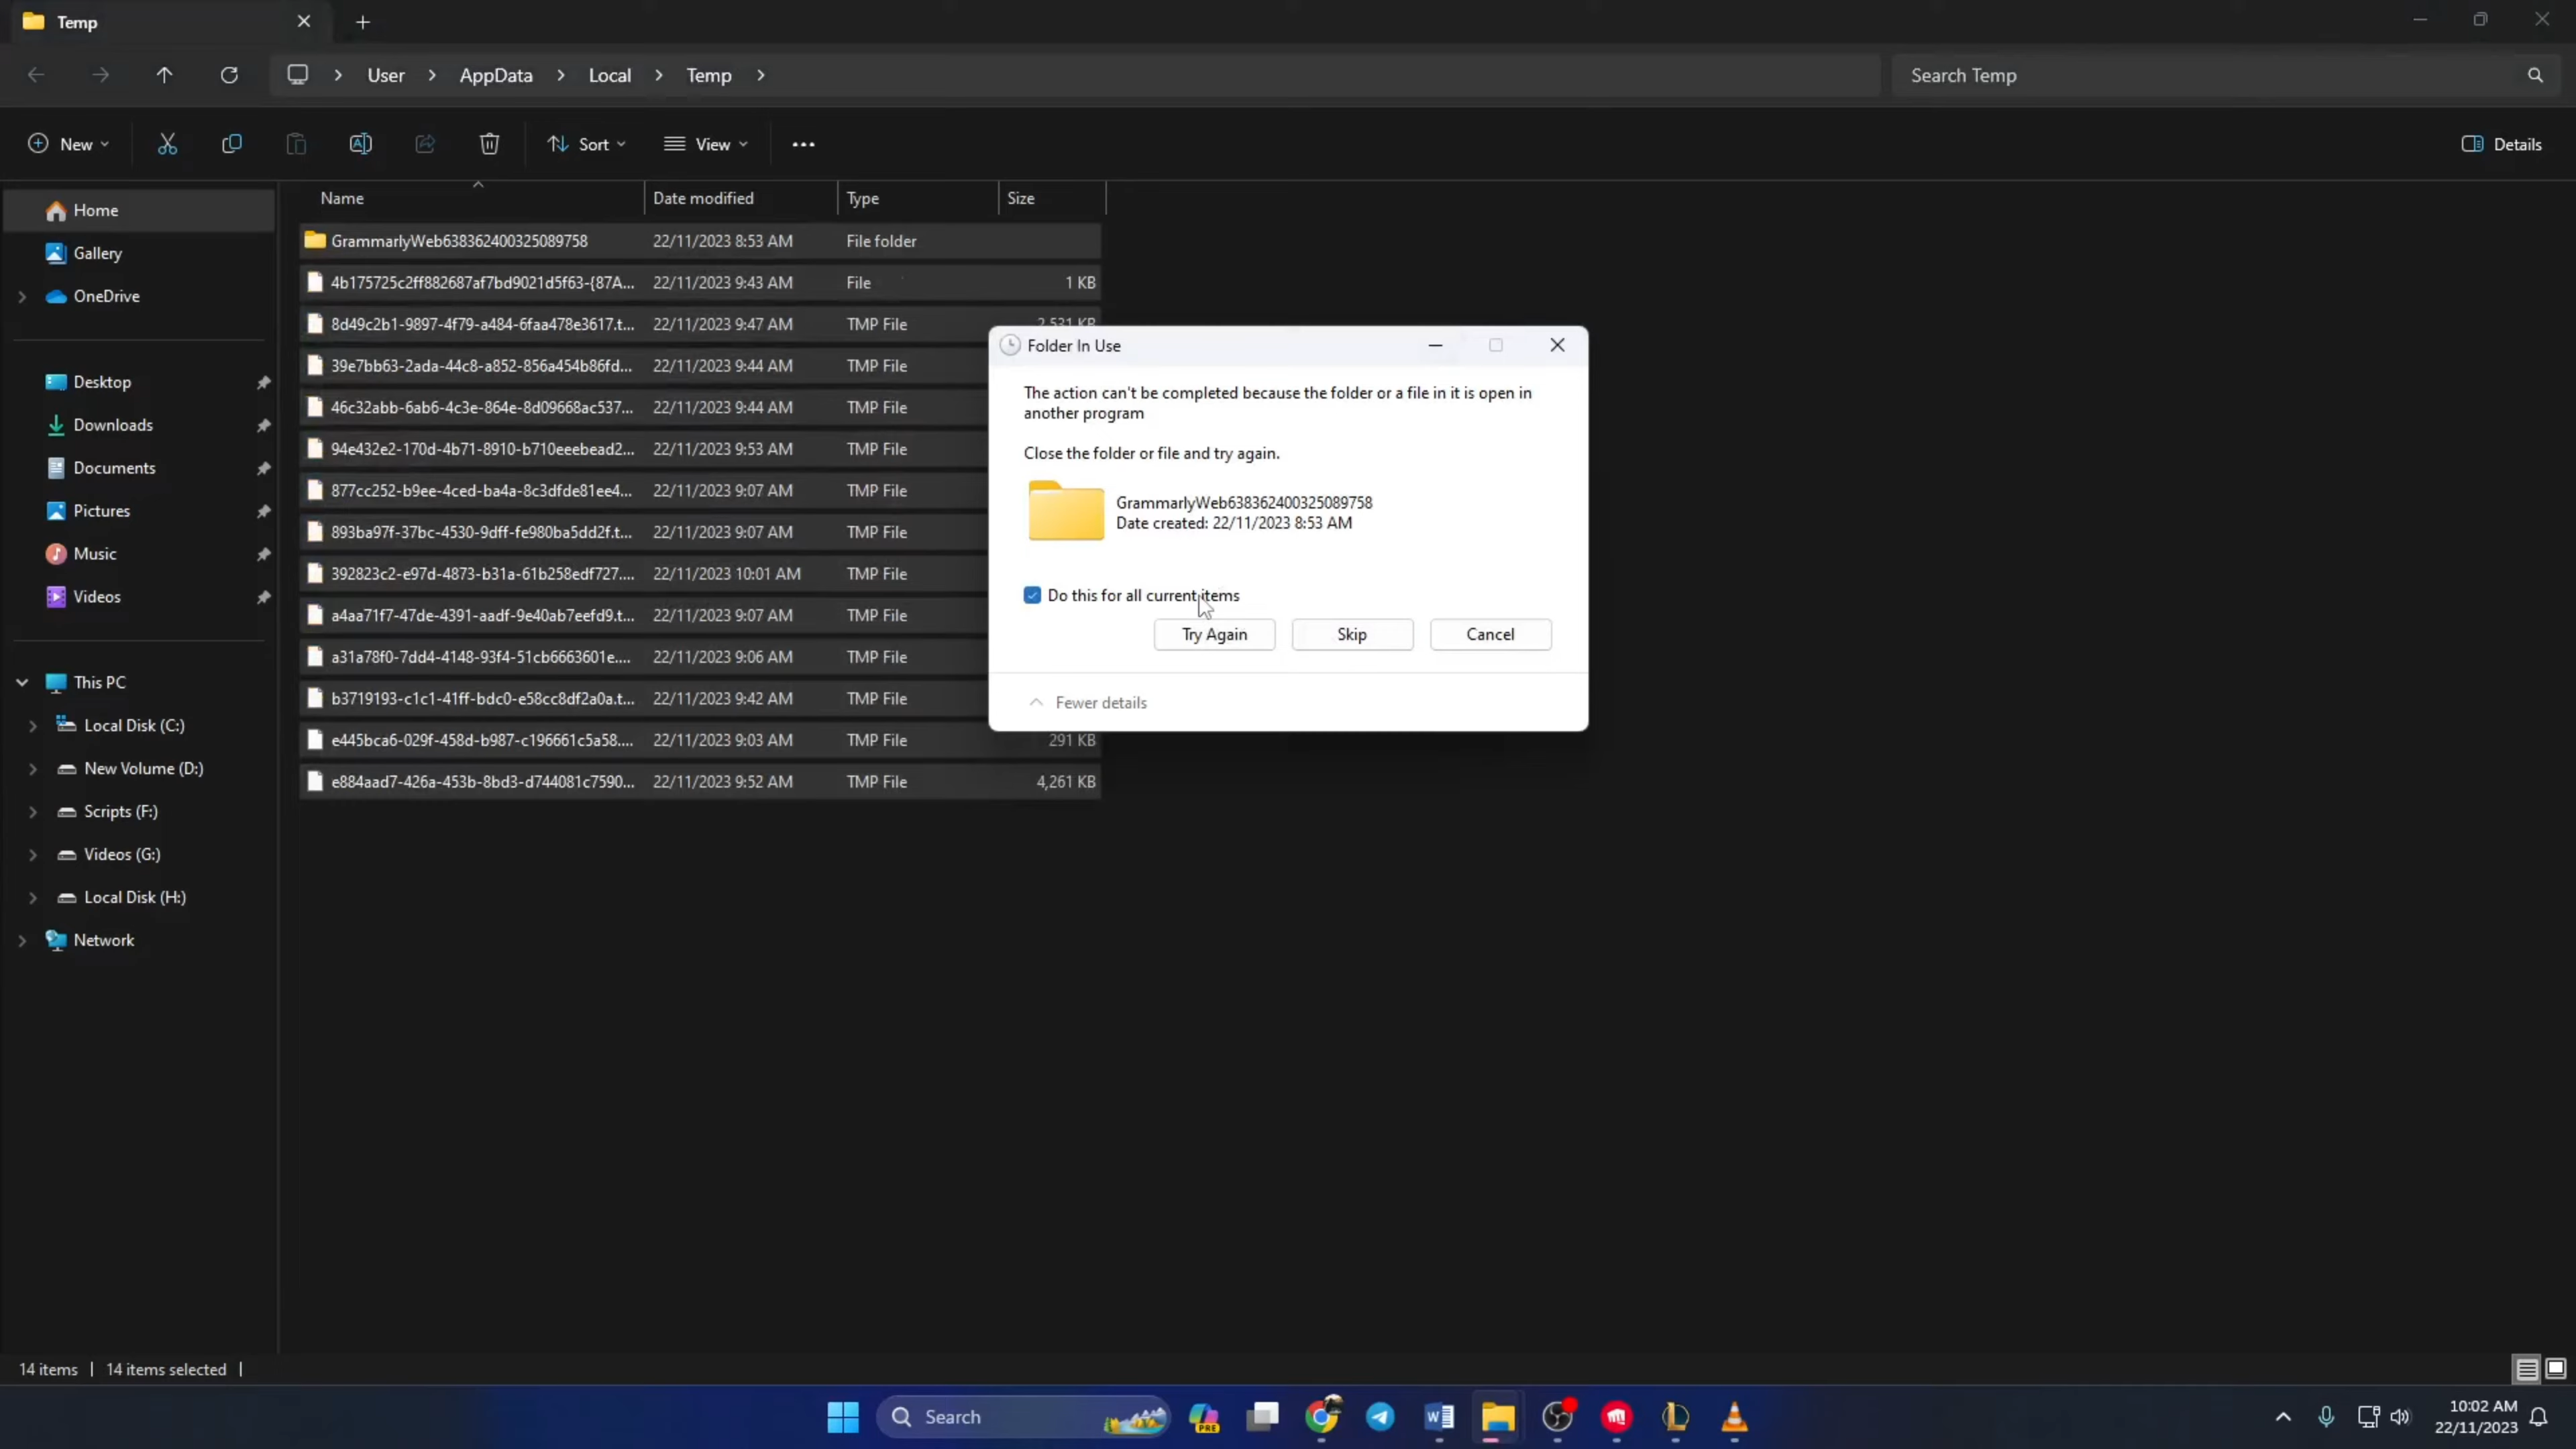 Temp
User > AppData > Local > Temp >
Search Temp
New
Sort
View
Details
Name Date modified Type Size
Home
Gallery
OneDrive
Desktop
Downloads
Documents
Pictures
Music
Videos
This PC
Local Disk (C:)
New Volume (D:)
Scripts (F:)
Videos (G:)
Local Disk (H:)
Network
GrammarlyWeb638362400325089758 22/11/2023 8:53 AM File folder
4b175725c2ff882687af7bd9021d5f63-{87A... 22/11/2023 9:43 AM File 1 KB
8d49c2b1-9897-4f79-a484-6faa478e3617.t... 22/11/2023 9:47 AM TMP File 2,531 KB
39e7bb63-2ada-44c8-a852-856a454b86fd... 22/11/2023 9:44 AM TMP File
46c32abb-6ab6-4c3e-864e-8d09668ac537... 22/11/2023 9:44 AM TMP File
94e432e2-170d-4b71-8910-b710eeebead2... 22/11/2023 9:53 AM TMP File
877cc252-b9ee-4ced-ba4a-8c3dfde81ee4... 22/11/2023 9:07 AM TMP File
893ba97f-37bc-4530-9dff-fe980ba5dd2f.t... 22/11/2023 9:07 AM TMP File
392823c2-e97d-4873-b31a-61b258edf727.... 22/11/2023 10:01 AM TMP File
a4aa71f7-47de-4391-aadf-9e40ab7eefd9.t... 22/11/2023 9:07 AM TMP File
a31a78f0-7dd4-4148-93f4-51cb6663601e.... 22/11/2023 9:06 AM TMP File
b3719193-c1c1-41ff-bdc0-e58cc8df2a0a.t... 22/11/2023 9:42 AM TMP File
e445bca6-029f-458d-b987-c196661c5a58.... 22/11/2023 9:03 AM TMP File 291 KB
e884aad7-426a-453b-8bd3-d744081c7590... 22/11/2023 9:52 AM TMP File 4,261 KB
Folder In Use
The action can't be completed because the folder or a file in it is open in
another program
Close the folder or file and try again.
GrammarlyWeb638362400325089758
Date created: 22/11/2023 8:53 AM
Do this for all current items
Try Again Skip Cancel
Fewer details
14 items | 14 items selected |
Search
PRE
10:02 AM
22/11/2023